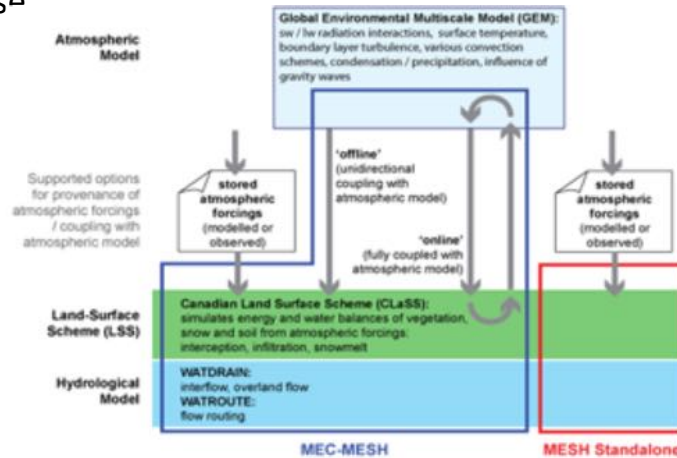 Atmospheric
Model
Global Environmental Multiscale Model (GEM):
sw / lw radiation interactions, surface temperature,
boundary layer turbulence, various convection
schemes, condensation / precipitation, influence of
gravity waves
Supported options
for provenance of
atmospheric forcings
/ coupling with
atmospheric model
stored
atmospheric
forcings
(modelled or
observed)
'offline'
(unidirectional
coupling with
atmospheric model)
'online'
(fully coupled with
atmospheric model)
stored
atmospheric
forcings
(modelled or
observed)
Land-Surface
Scheme (LSS)
Canadian Land Surface Scheme (CLaSS):
simulates energy and water balances of vegetation,
snow and soil from atmospheric forcings:
interception, infiltration, snowmelt
Hydrological
Model
WATDRAIN:
interflow, overland flow
WATROUTE:
flow routing
MEC-MESH
MESH Standalone